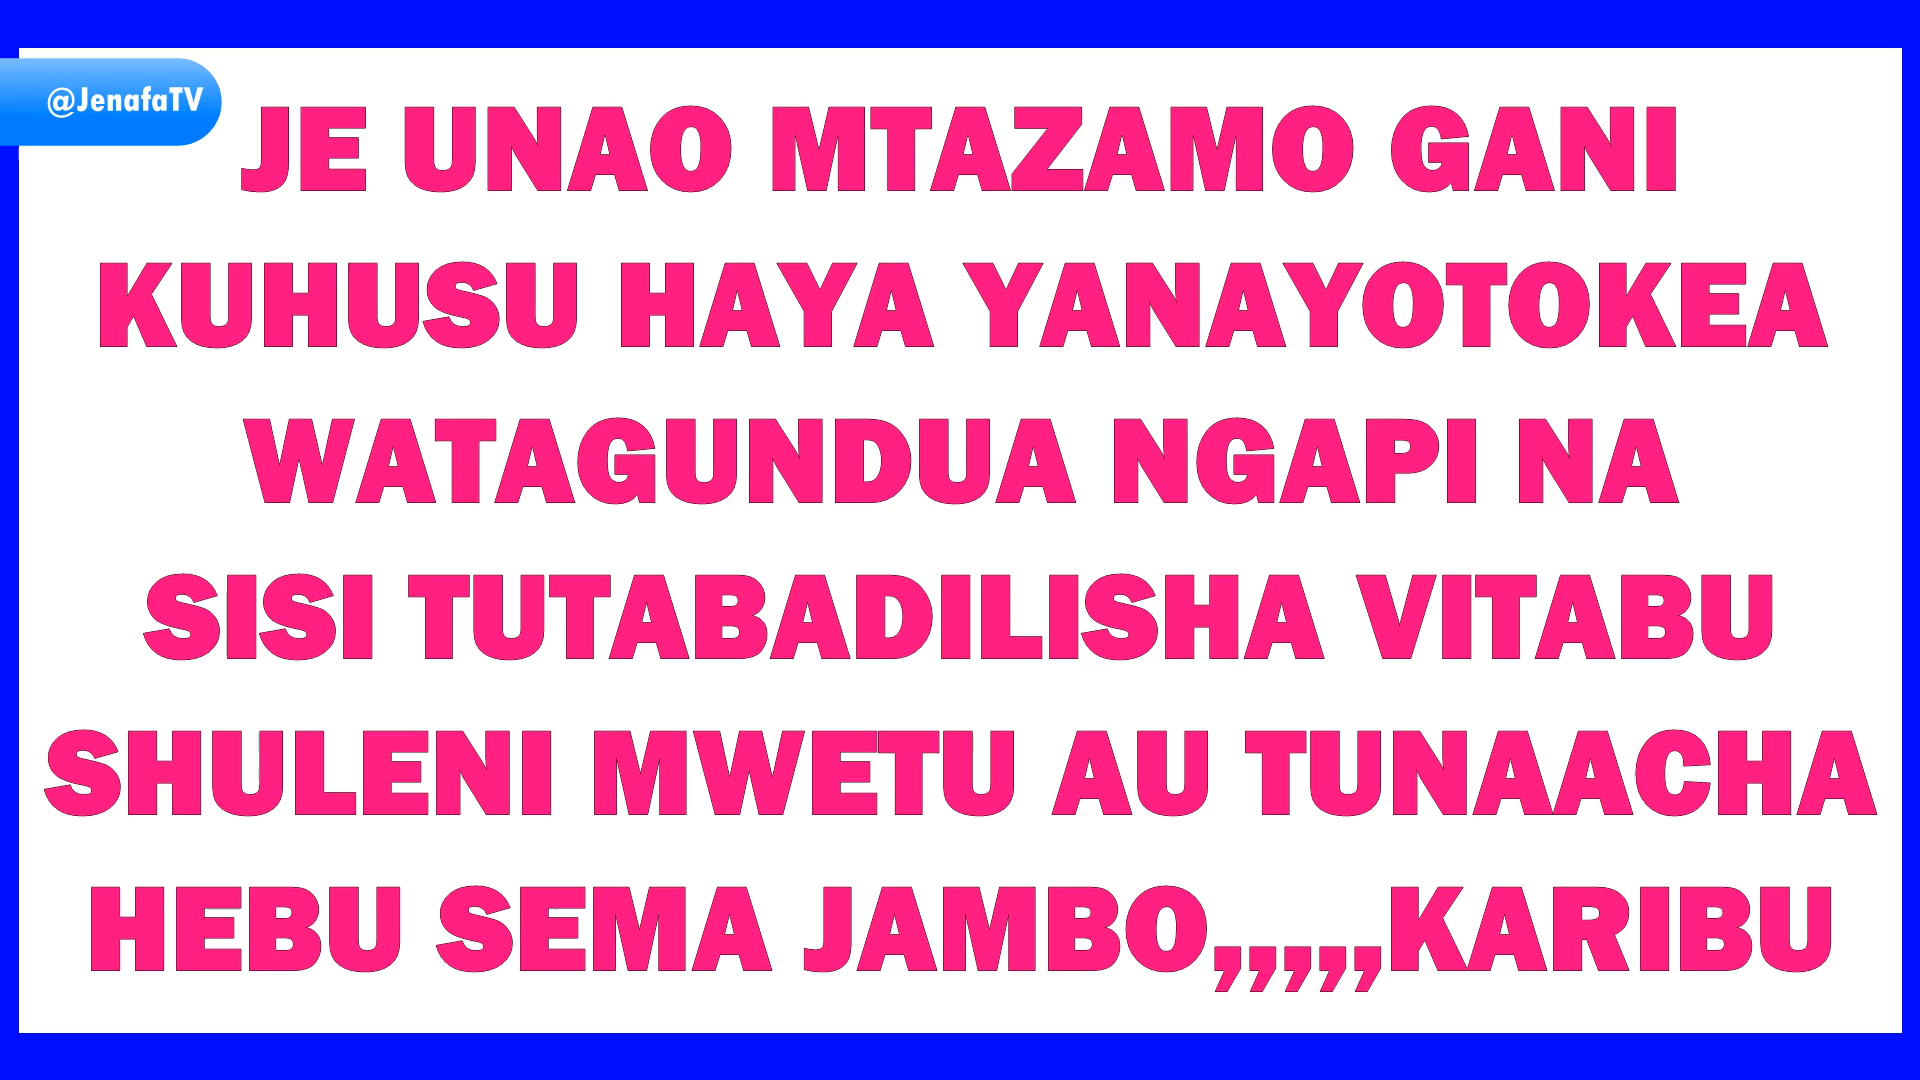 @JenafaTV
JE UNAO MTAZAMO GANI
KUHUSU HAYA YANAYOTOKEA
WATAGUNDUA NGAPI NA
SISI TUTABADILISHA VITABU
SHULENI MWETU AU TUNAACHA
HEBU SEMA JAMBO,,,,,KARIBU